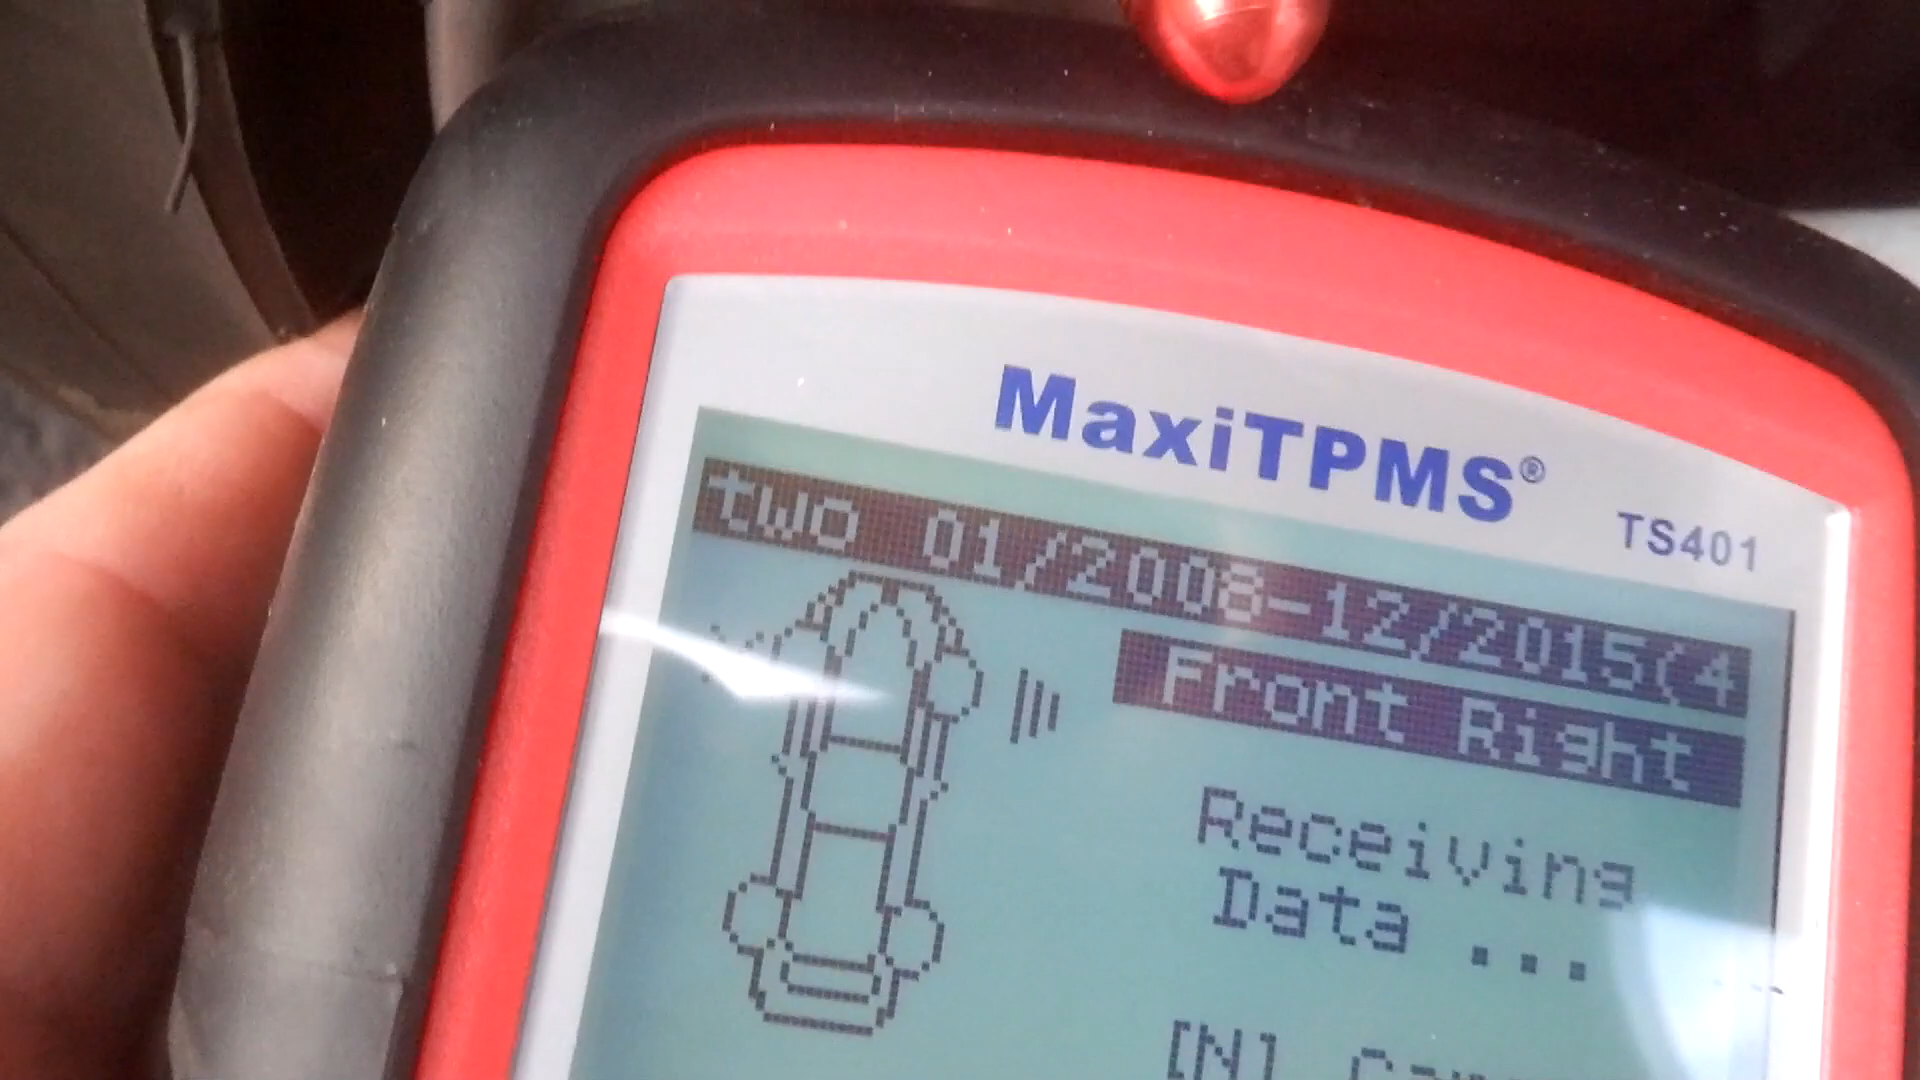 MaxiTPMS®
TS401
two 01/2008-12/2015(4
Front Right
Receiving
Data ...
[N]